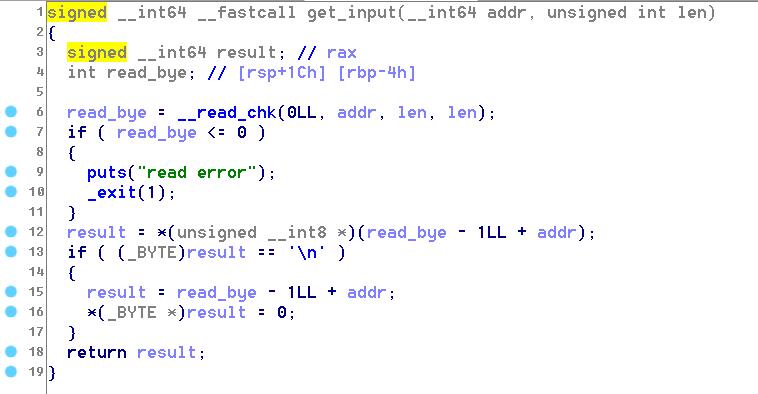 1 signed __int64 __fastcall get_input(__int64 addr, unsigned int len)
2 {
3   signed __int64 result; // rax
4   int read_bye; // [rsp+1Ch] [rbp-4h]
5
6   read_bye = __read_chk(0LL, addr, len, len);
7   if ( read_bye <= 0 )
8   {
9     puts("read error");
10     _exit(1);
11   }
12   result = *(unsigned __int8 *)(read_bye - 1LL + addr);
13   if ( (_BYTE)result == '\n' )
14   {
15     result = read_bye - 1LL + addr;
16     *(_BYTE *)result = 0;
17   }
18   return result;
19 }